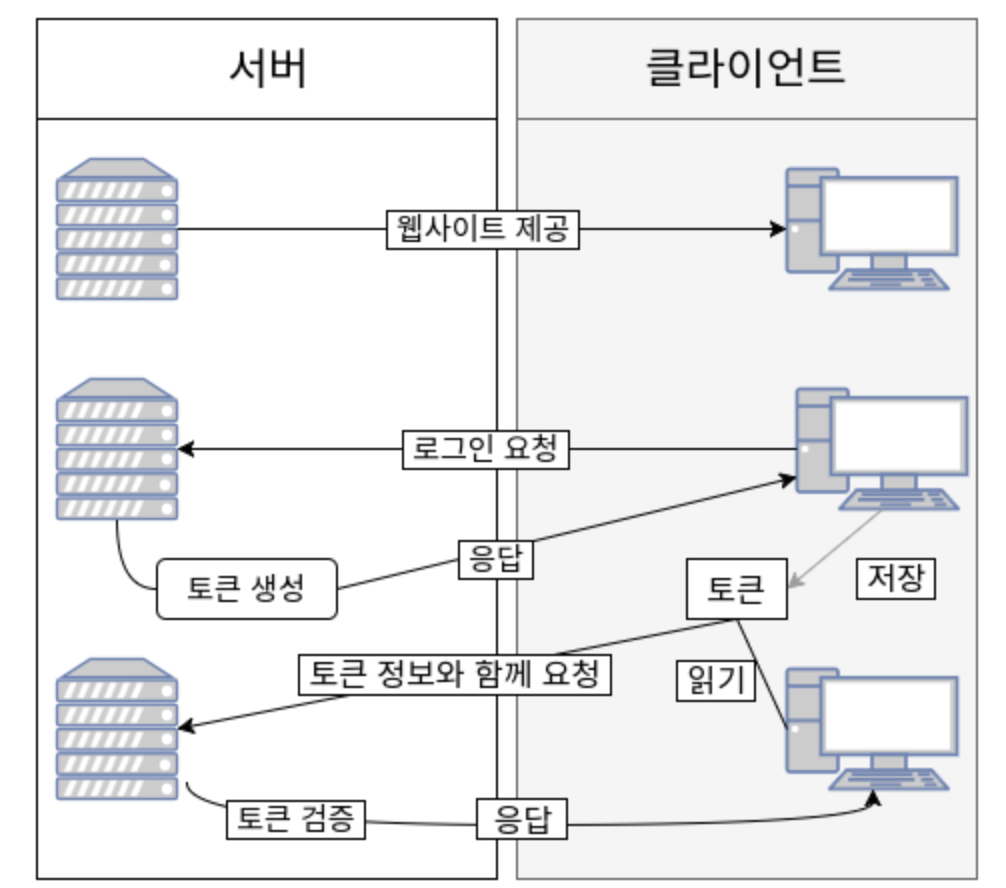 서버
클라이언트
웹사이트 제공
로그인 요청
응답
토큰 생성
토큰
저장
토큰 정보와 함께 요청
읽기
토큰 검증
응답